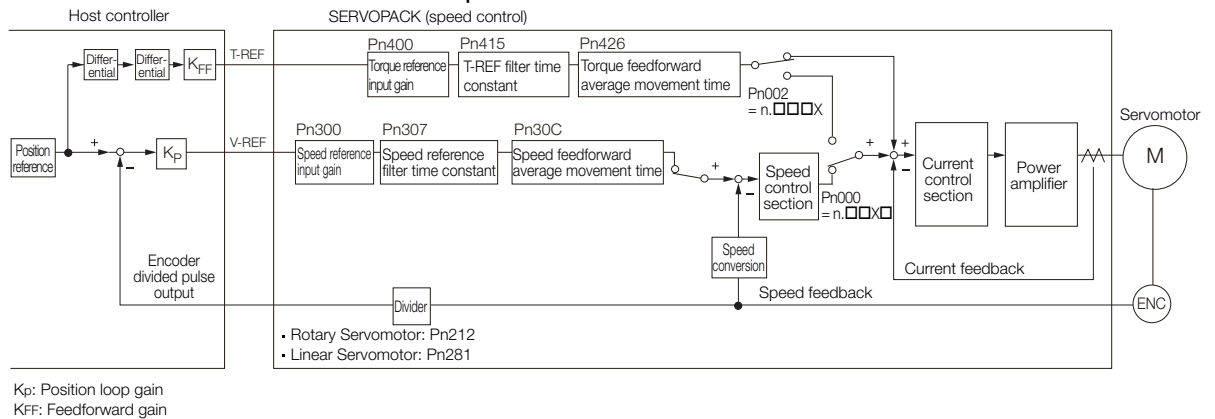 Host controller
SERVOPACK (speed control)
Pn400
Pn415
Pn426
Differ-
ential
Differ-
ential
KFF
T-REF
Torque reference
input gain
T-REF filter time
constant
Torque feedforward
average movement time
Pn002
= n.□□□X
Servomotor
Position
reference
+
-
KP
V-REF
Pn300
Pn307
Pn30C
Speed reference
input gain
Speed reference
filter time constant
Speed feedforward
average movement time
+
-
Speed
control
section
Pn000
= n.□□X□
+
+
-
Current
control
section
Power
amplifier
M
Speed
conversion
Current feedback
Encoder
divided pulse
output
Divider
Speed feedback
ENC
• Rotary Servomotor: Pn212
• Linear Servomotor: Pn281
KP: Position loop gain
KFF: Feedforward gain